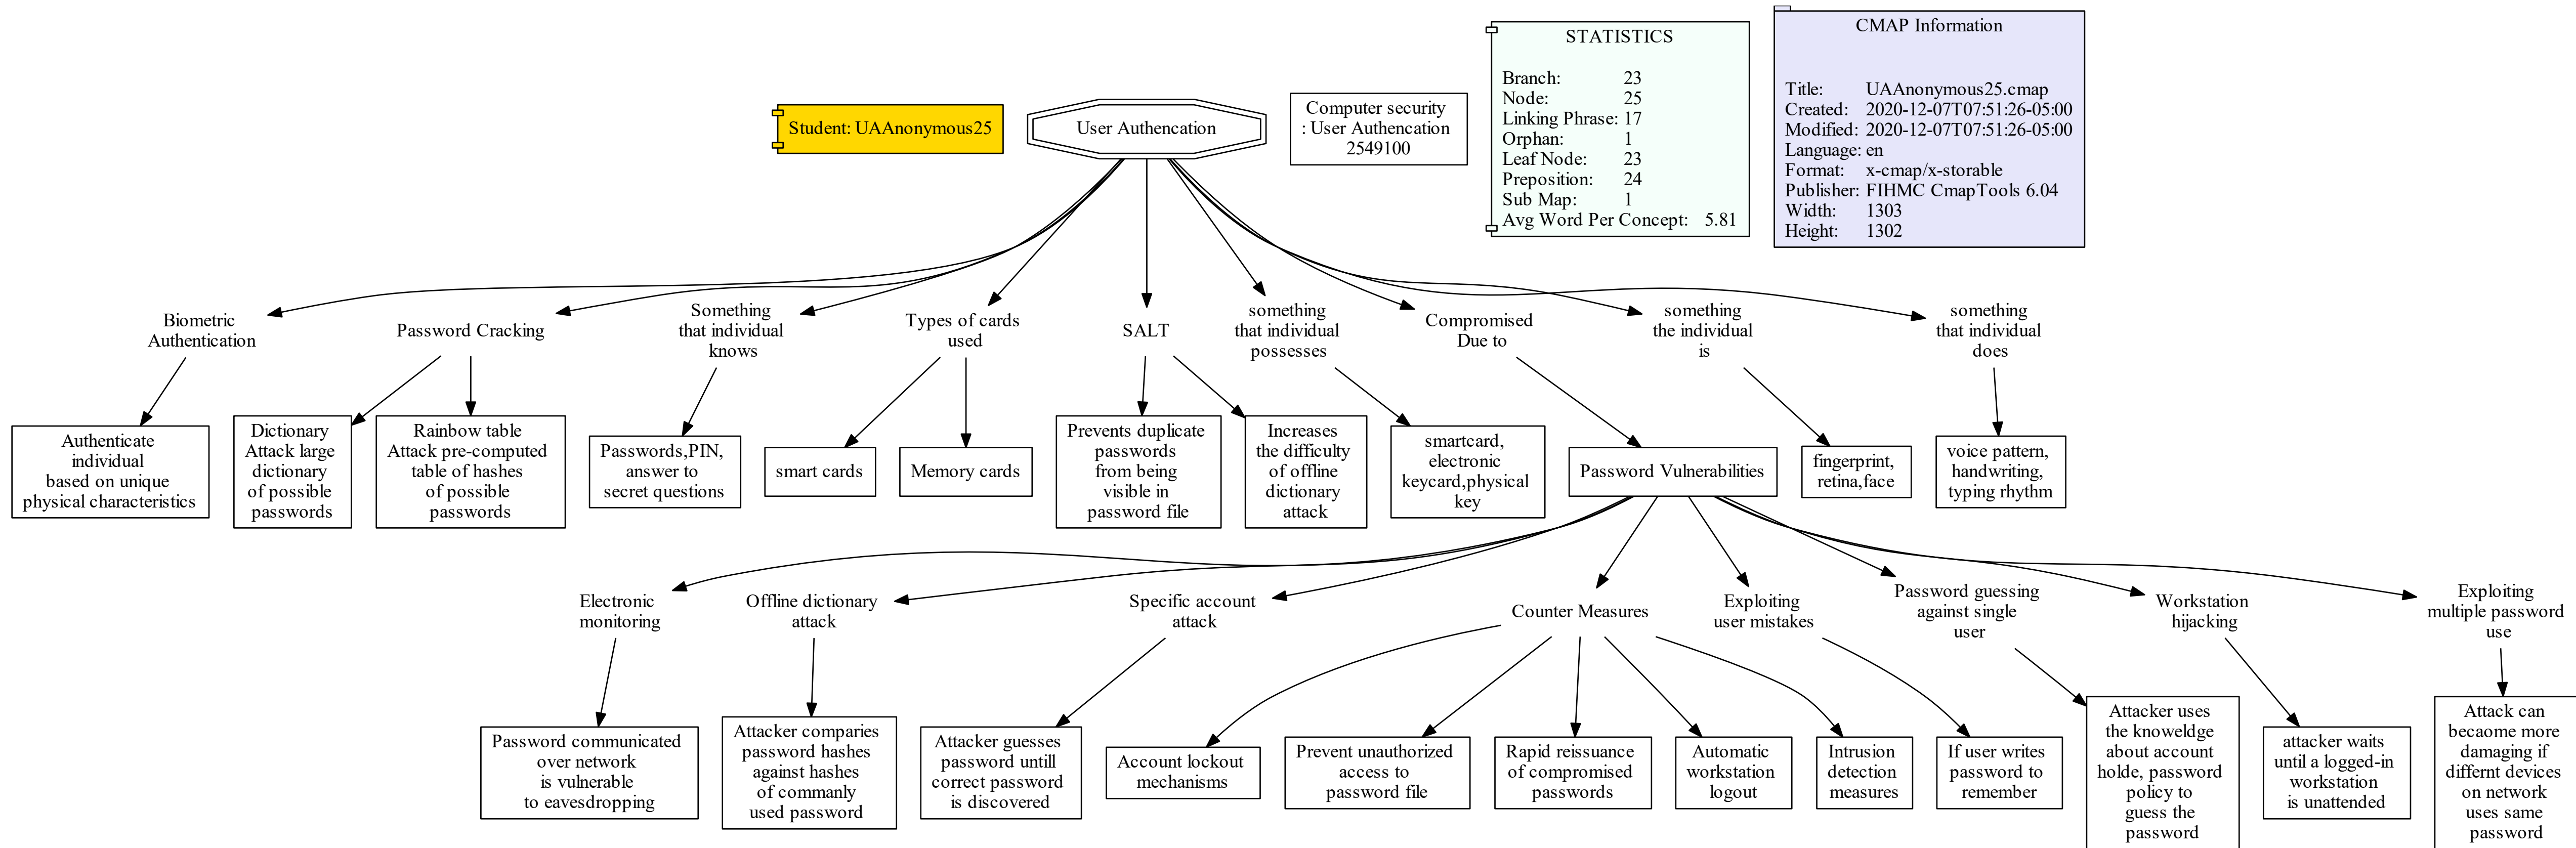 Student: UAAnonymous25
User Authencation
Computer security
: User Authencation
2549100
STATISTICS
Branch: 23
Node: 25
Linking Phrase: 17
Orphan: 1
Leaf Node: 23
Preposition: 24
Sub Map: 1
Avg Word Per Concept: 5.81
CMAP Information
Title: UAAnonymous25.cmap
Created: 2020-12-07T07:51:26-05:00
Modified: 2020-12-07T07:51:26-05:00
Language: en
Format: x-cmap/x-storable
Publisher: FIHMC CmapTools 6.04
Width: 1303
Height: 1302
Biometric
Authentication
Password Cracking
Something
that individual
knows
Types of cards
used
SALT
something
that individual
possesses
Compromised
Due to
something
the individual
is
something
that individual
does
Authenticate
individual
based on unique
physical characteristics
Dictionary
Attack large
dictionary
of possible
passwords
Rainbow table
Attack pre-computed
table of hashes
of possible
passwords
Passwords,PIN,
answer to
secret questions
smart cards
Memory cards
Prevents duplicate
passwords
from being
visible in
password file
Increases
the difficulty
of offline
dictionary
attack
smartcard,
electronic
keycard,physical
key
Password Vulnerabilities
fingerprint,
retina,face
voice pattern,
handwriting,
typing rhythm
Electronic
monitoring
Offline dictionary
attack
Specific account
attack
Counter Measures
Exploiting
user mistakes
Password guessing
against single
user
Workstation
hijacking
Exploiting
multiple password
use
Password communicated
over network
is vulnerable
to eavesdropping
Attacker comparies
password hashes
against hashes
of commanly
used password
Attacker guesses
password untill
correct password
is discovered
Account lockout
mechanisms
Prevent unauthorized
access to
password file
Rapid reissuance
of compromised
passwords
Automatic
workstation
logout
Intrusion
detection
measures
If user writes
password to
remember
Attacker uses
the knoweldge
about account
holde, password
policy to
guess the
password
attacker waits
until a logged-in
workstation
is unattended
Attack can
becaome more
damaging if
differnt devices
on network
uses same
password